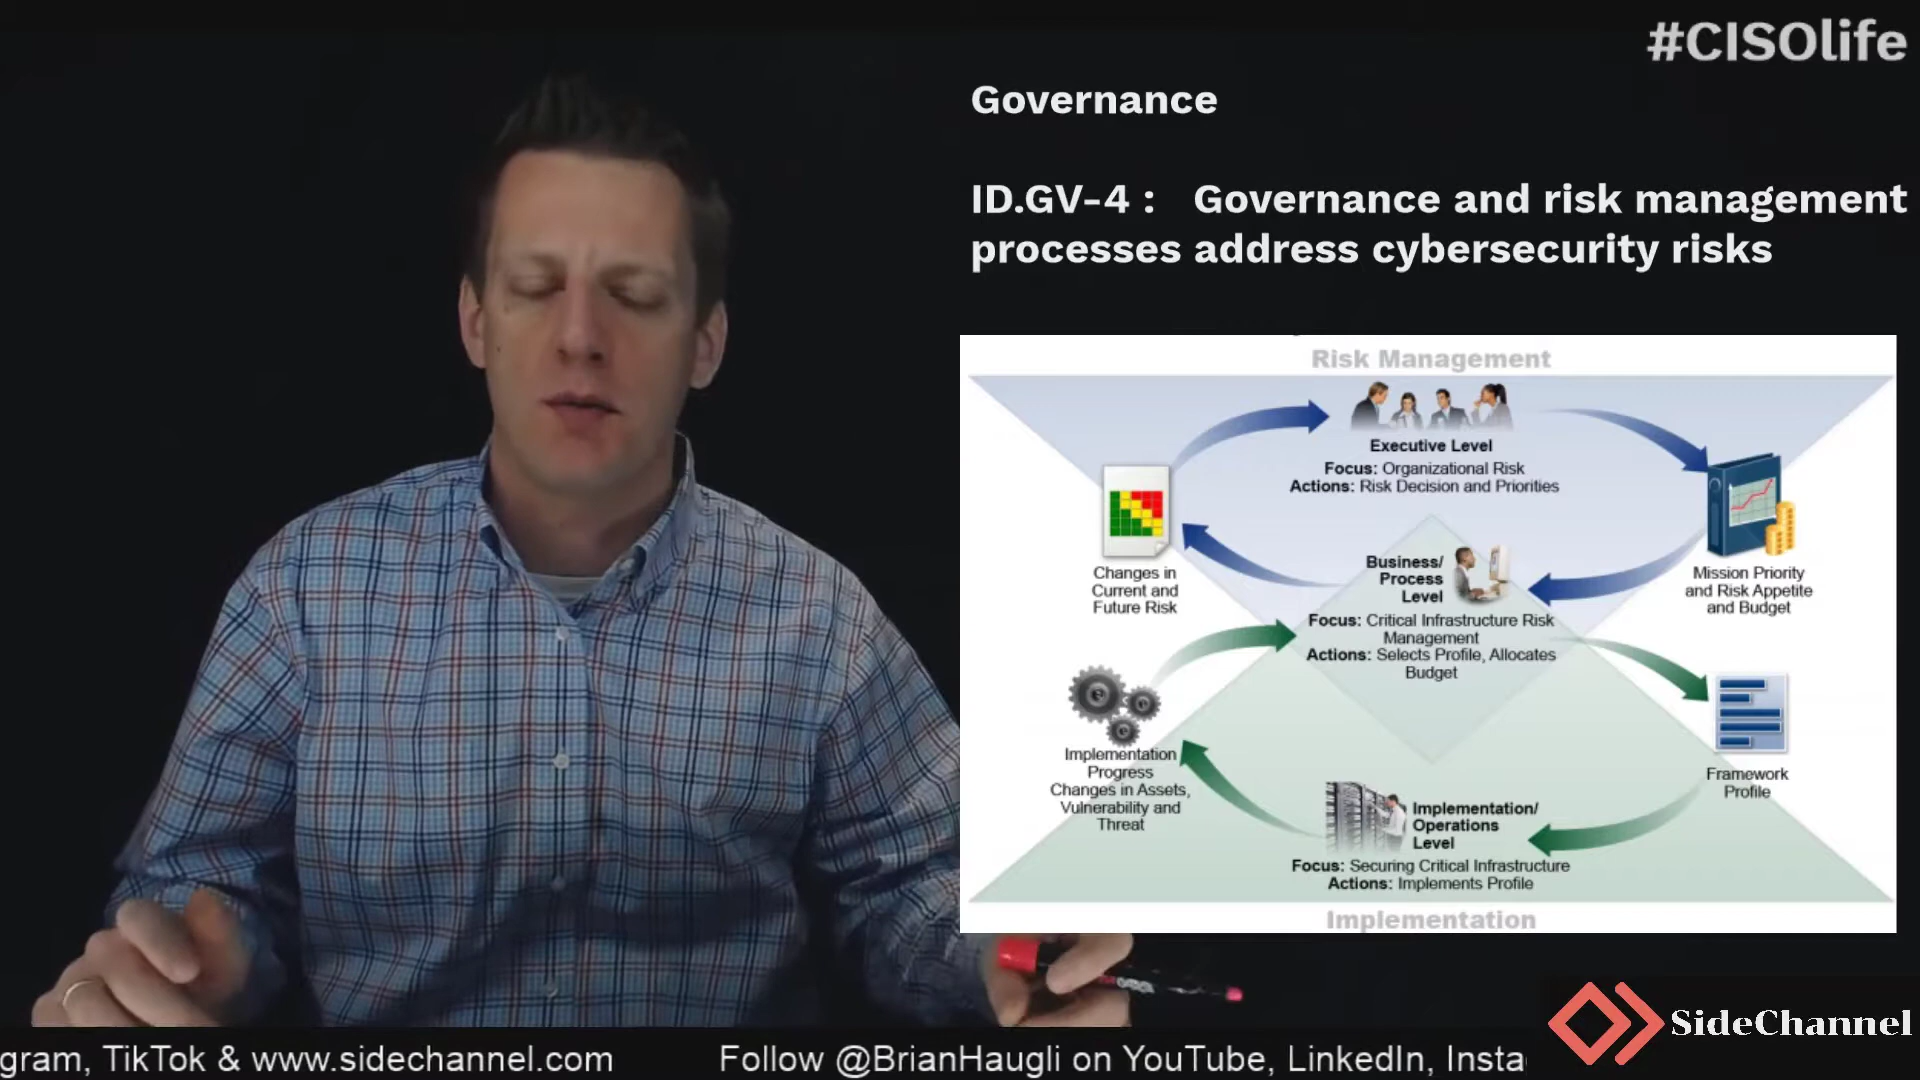 #CISOlife
Governance
ID.GV-4 : Governance and risk management
processes address cybersecurity risks
Risk Management
Executive Level
Focus: Organizational Risk
Actions: Risk Decision and Priorities
Changes in
Current and
Future Risk
Mission Priority
and Risk Appetite
and Budget
Business/
Process
Level
Focus: Critical Infrastructure Risk
Management
Actions: Selects Profile, Allocates
Budget
Implementation
Progress
Changes in Assets,
Vulnerability and
Threat
Framework
Profile
Implementation/
Operations
Level
Focus: Securing Critical Infrastructure
Actions: Implements Profile
Implementation
SideChannel
gram, TikTok & www.sidechannel.com Follow @BrianHaugli on YouTube, LinkedIn, Insta